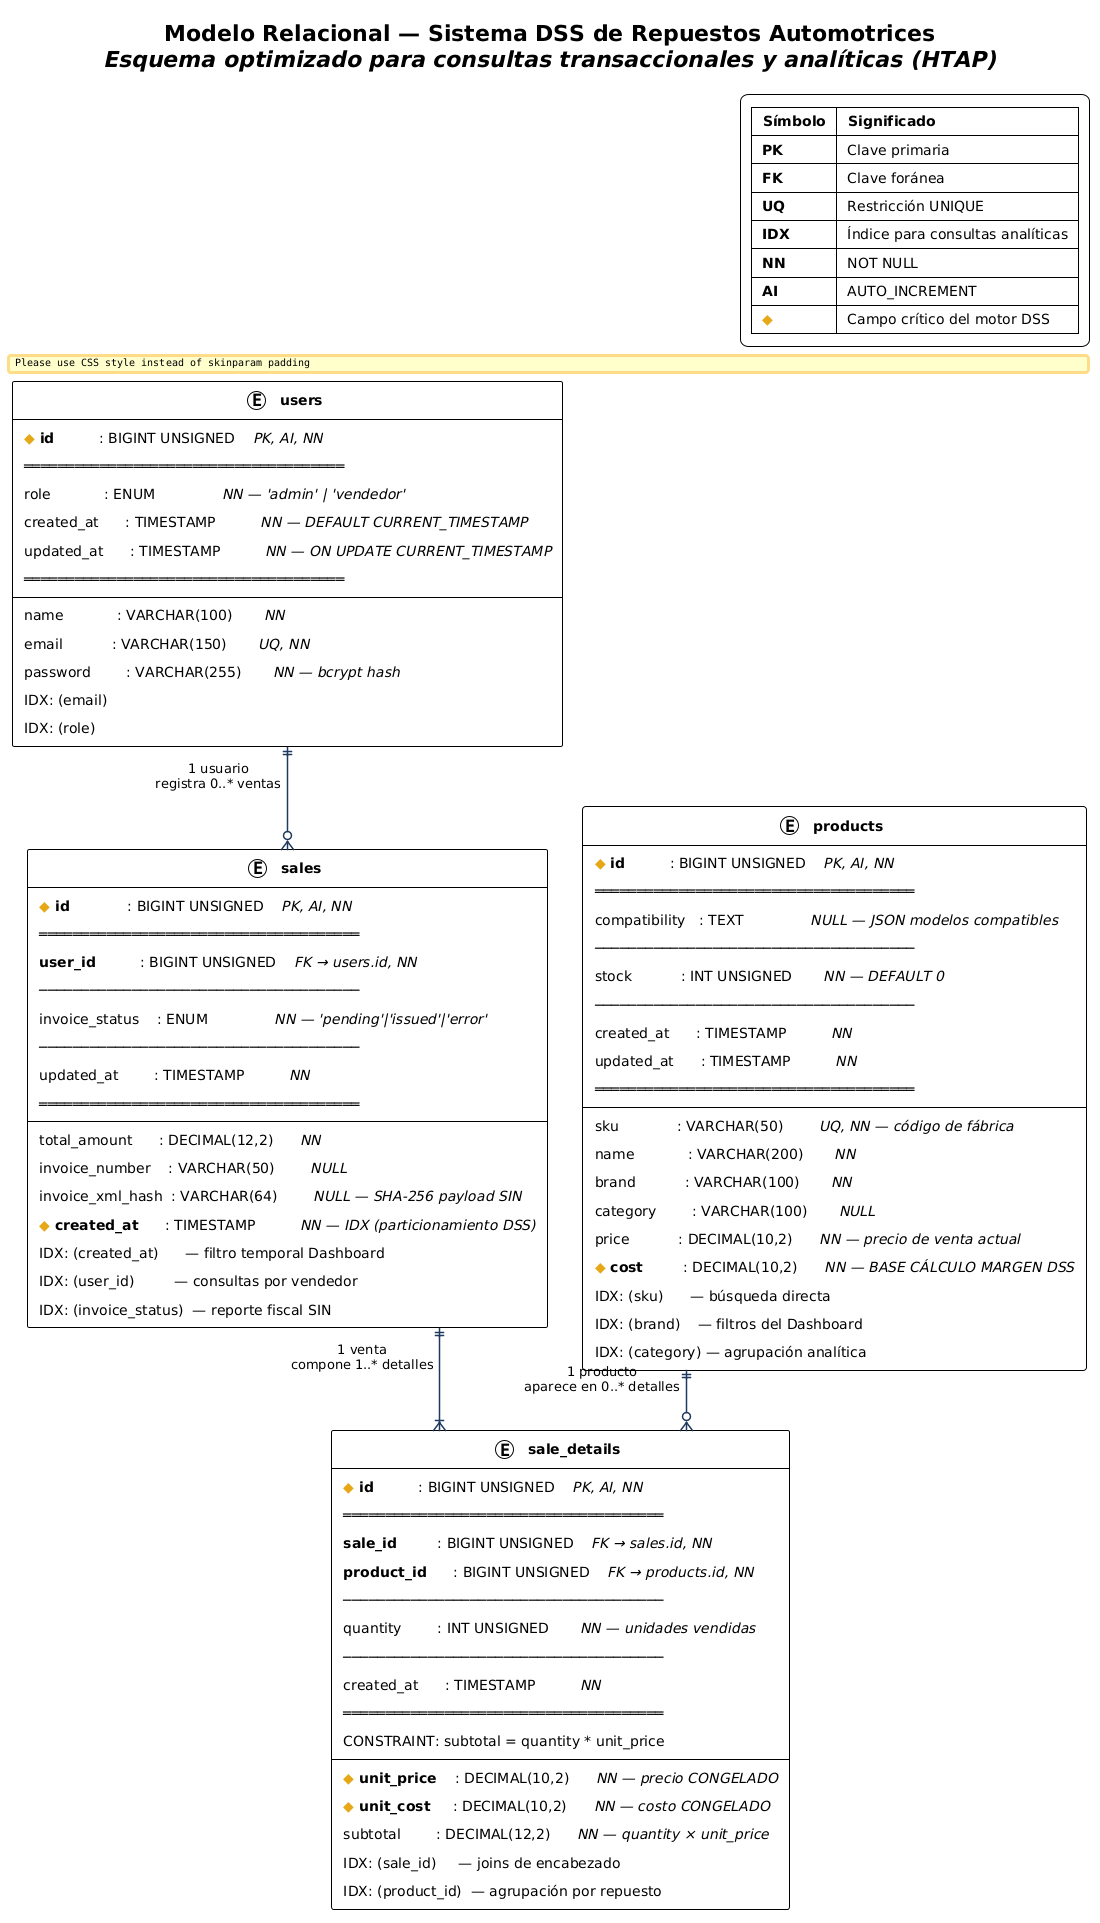 Modelo Relacional — Sistema DSS de Repuestos Automotrices
Esquema optimizado para consultas transaccionales y analíticas (HTAP)
Símbolo Significado
PK Clave primaria
FK Clave foránea
UQ Restricción UNIQUE
IDX Índice para consultas analíticas
NN NOT NULL
AI AUTO_INCREMENT
◆ Campo crítico del motor DSS
Please use CSS style instead of skinparam padding
E users
◆ id : BIGINT UNSIGNED PK, AI, NN
role : ENUM NN — 'admin' | 'vendedor'
created_at : TIMESTAMP NN — DEFAULT CURRENT_TIMESTAMP
updated_at : TIMESTAMP NN — ON UPDATE CURRENT_TIMESTAMP
name : VARCHAR(100) NN
email : VARCHAR(150) UQ, NN
password : VARCHAR(255) NN — bcrypt hash
IDX: (email)
IDX: (role)
1 usuario
registra 0..* ventas
E sales
◆ id : BIGINT UNSIGNED PK, AI, NN
user_id : BIGINT UNSIGNED FK → users.id, NN
invoice_status : ENUM NN — 'pending'|'issued'|'error'
updated_at : TIMESTAMP NN
total_amount : DECIMAL(12,2) NN
invoice_number : VARCHAR(50) NULL
invoice_xml_hash : VARCHAR(64) NULL — SHA-256 payload SIN
◆ created_at : TIMESTAMP NN — IDX (particionamiento DSS)
IDX: (created_at) — filtro temporal Dashboard
IDX: (user_id) — consultas por vendedor
IDX: (invoice_status) — reporte fiscal SIN
E products
◆ id : BIGINT UNSIGNED PK, AI, NN
compatibility : TEXT NULL — JSON modelos compatibles
stock : INT UNSIGNED NN — DEFAULT 0
created_at : TIMESTAMP NN
updated_at : TIMESTAMP NN
sku : VARCHAR(50) UQ, NN — código de fábrica
name : VARCHAR(200) NN
brand : VARCHAR(100) NN
category : VARCHAR(100) NULL
price : DECIMAL(10,2) NN — precio de venta actual
◆ cost : DECIMAL(10,2) NN — BASE CÁLCULO MARGEN DSS
IDX: (sku) — búsqueda directa
IDX: (brand) — filtros del Dashboard
IDX: (category) — agrupación analítica
1 venta
compone 1..* detalles
1 producto
aparece en 0..* detalles
E sale_details
◆ id : BIGINT UNSIGNED PK, AI, NN
sale_id : BIGINT UNSIGNED FK → sales.id, NN
product_id : BIGINT UNSIGNED FK → products.id, NN
quantity : INT UNSIGNED NN — unidades vendidas
created_at : TIMESTAMP NN
CONSTRAINT: subtotal = quantity * unit_price
◆ unit_price : DECIMAL(10,2) NN — precio CONGELADO
◆ unit_cost : DECIMAL(10,2) NN — costo CONGELADO
subtotal : DECIMAL(12,2) NN — quantity × unit_price
IDX: (sale_id) — joins de encabezado
IDX: (product_id) — agrupación por repuesto